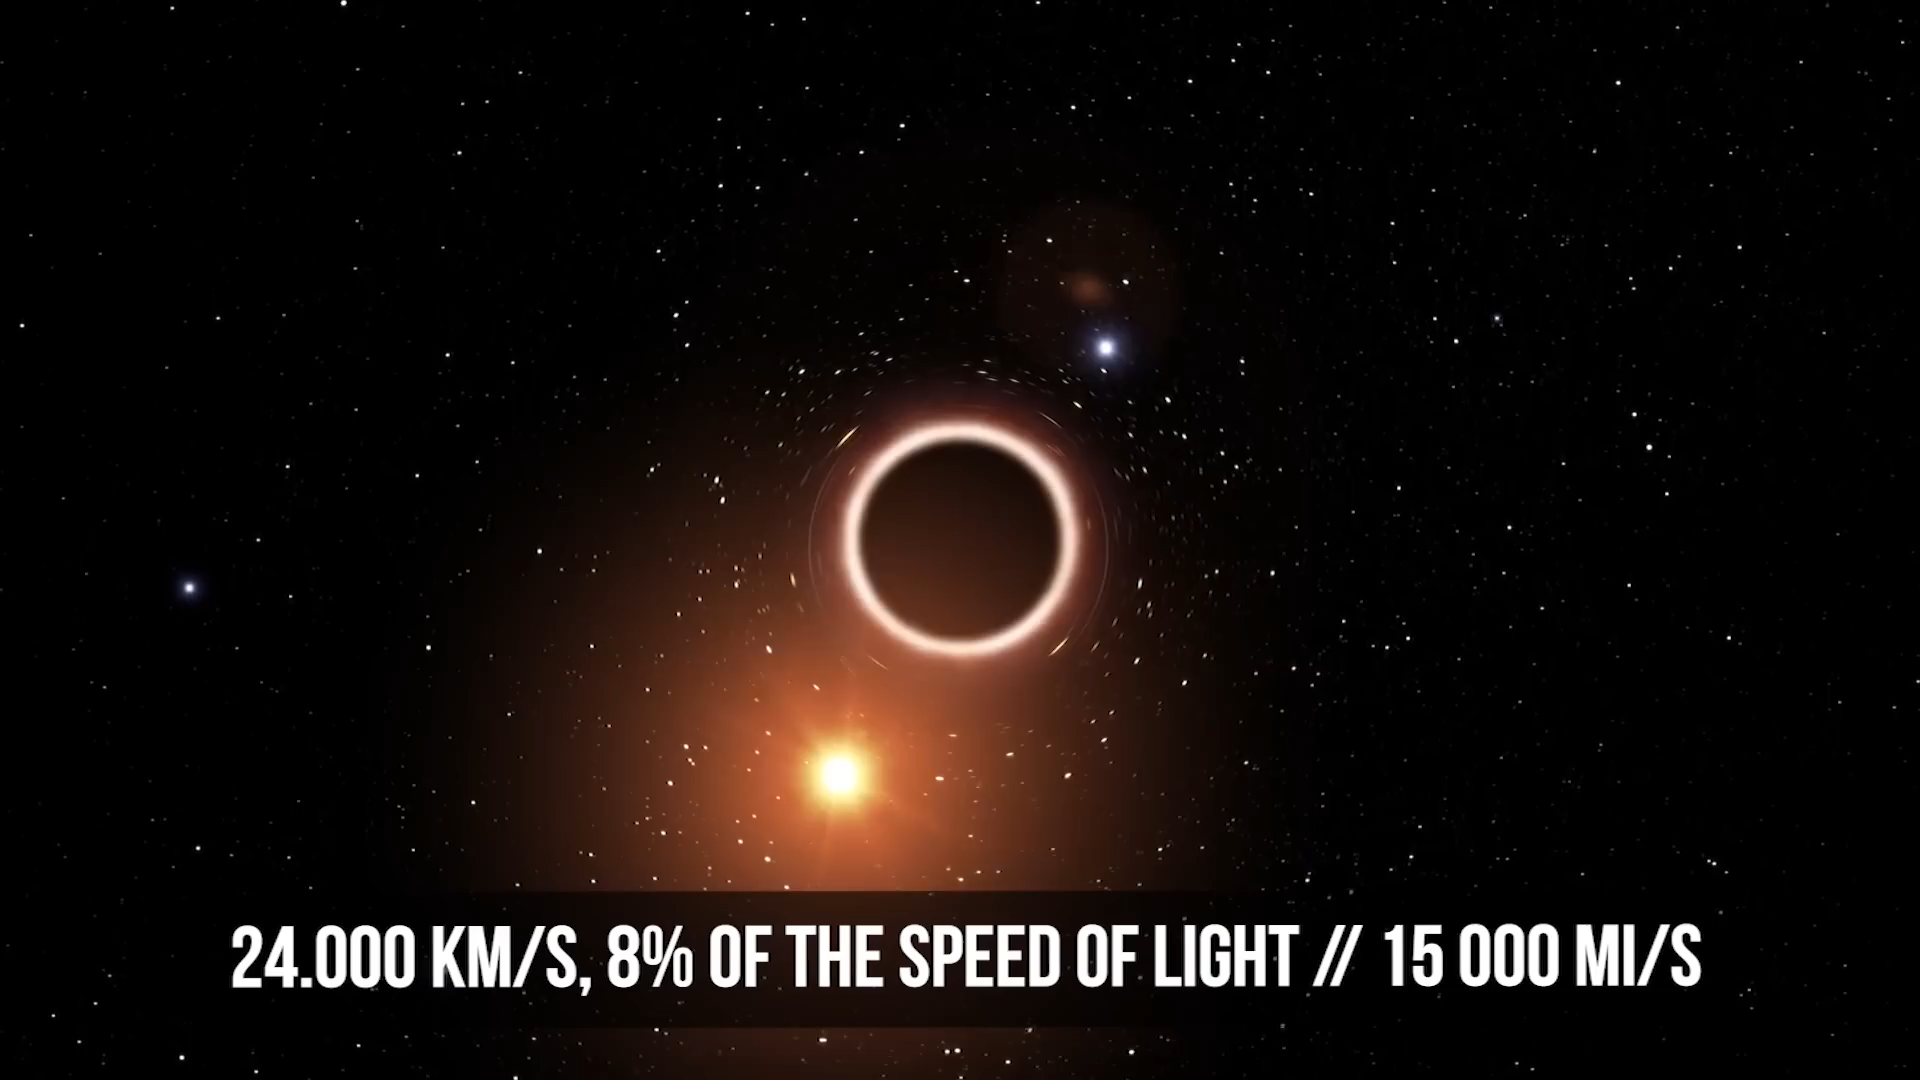 24.000 KM/S, 8% OF THE SPEED OF LIGHT // 15 000 MI/S